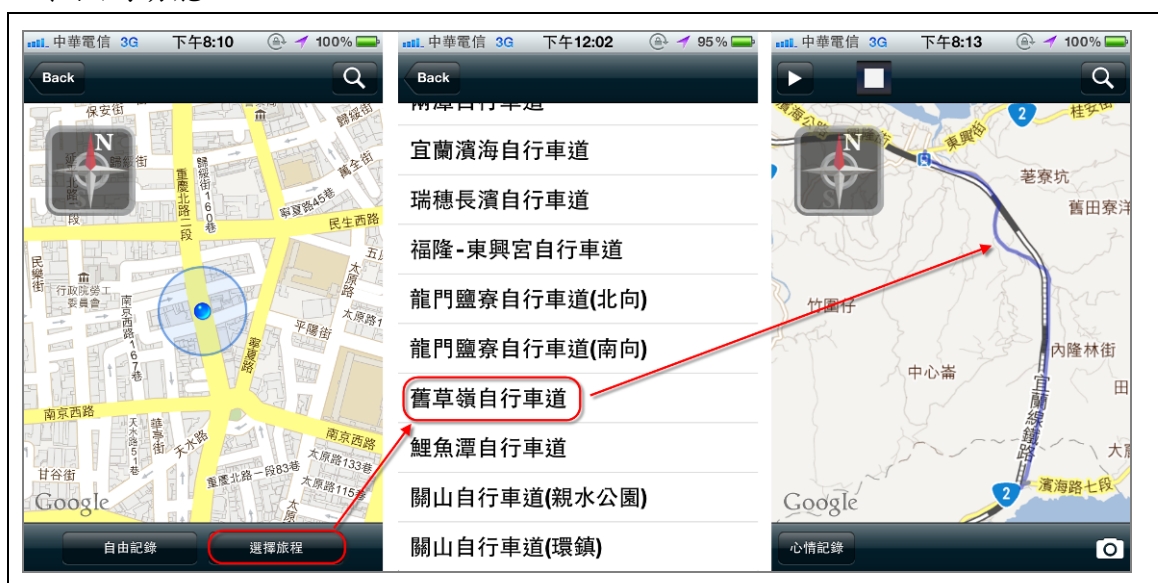 中華電信 3G 下午8:10 100%
Back
保安街
歸綏街
歸綏街
歸綏街160巷
萬全街
重慶北路二段
寧夏路45巷
民生西路
民樂街
行政院勞工委員會
南京西路167巷
五原路
太原路
平陽街
寧夏路
南京西路
天水路51巷
華亭街
天水路
南京西路
太原路133巷
甘谷街
重慶北路一段83巷
太原路115巷
N
Google
自由記錄
選擇旅程
中華電信 3G 下午12:02 95%
Back
宜蘭濱海自行車道
瑞穗長濱自行車道
福隆-東興宮自行車道
龍門鹽寮自行車道(北向)
龍門鹽寮自行車道(南向)
舊草嶺自行車道
鯉魚潭自行車道
關山自行車道(親水公園)
關山自行車道(環鎮)
中華電信 3G 下午8:13 100%
N
S
東興街
2
桂安
荖寮坑
舊田寮洋
竹圍仔
中心崙
內隆林街
宜蘭線鐵路
田
2
濱海路七段
Google
心情記錄